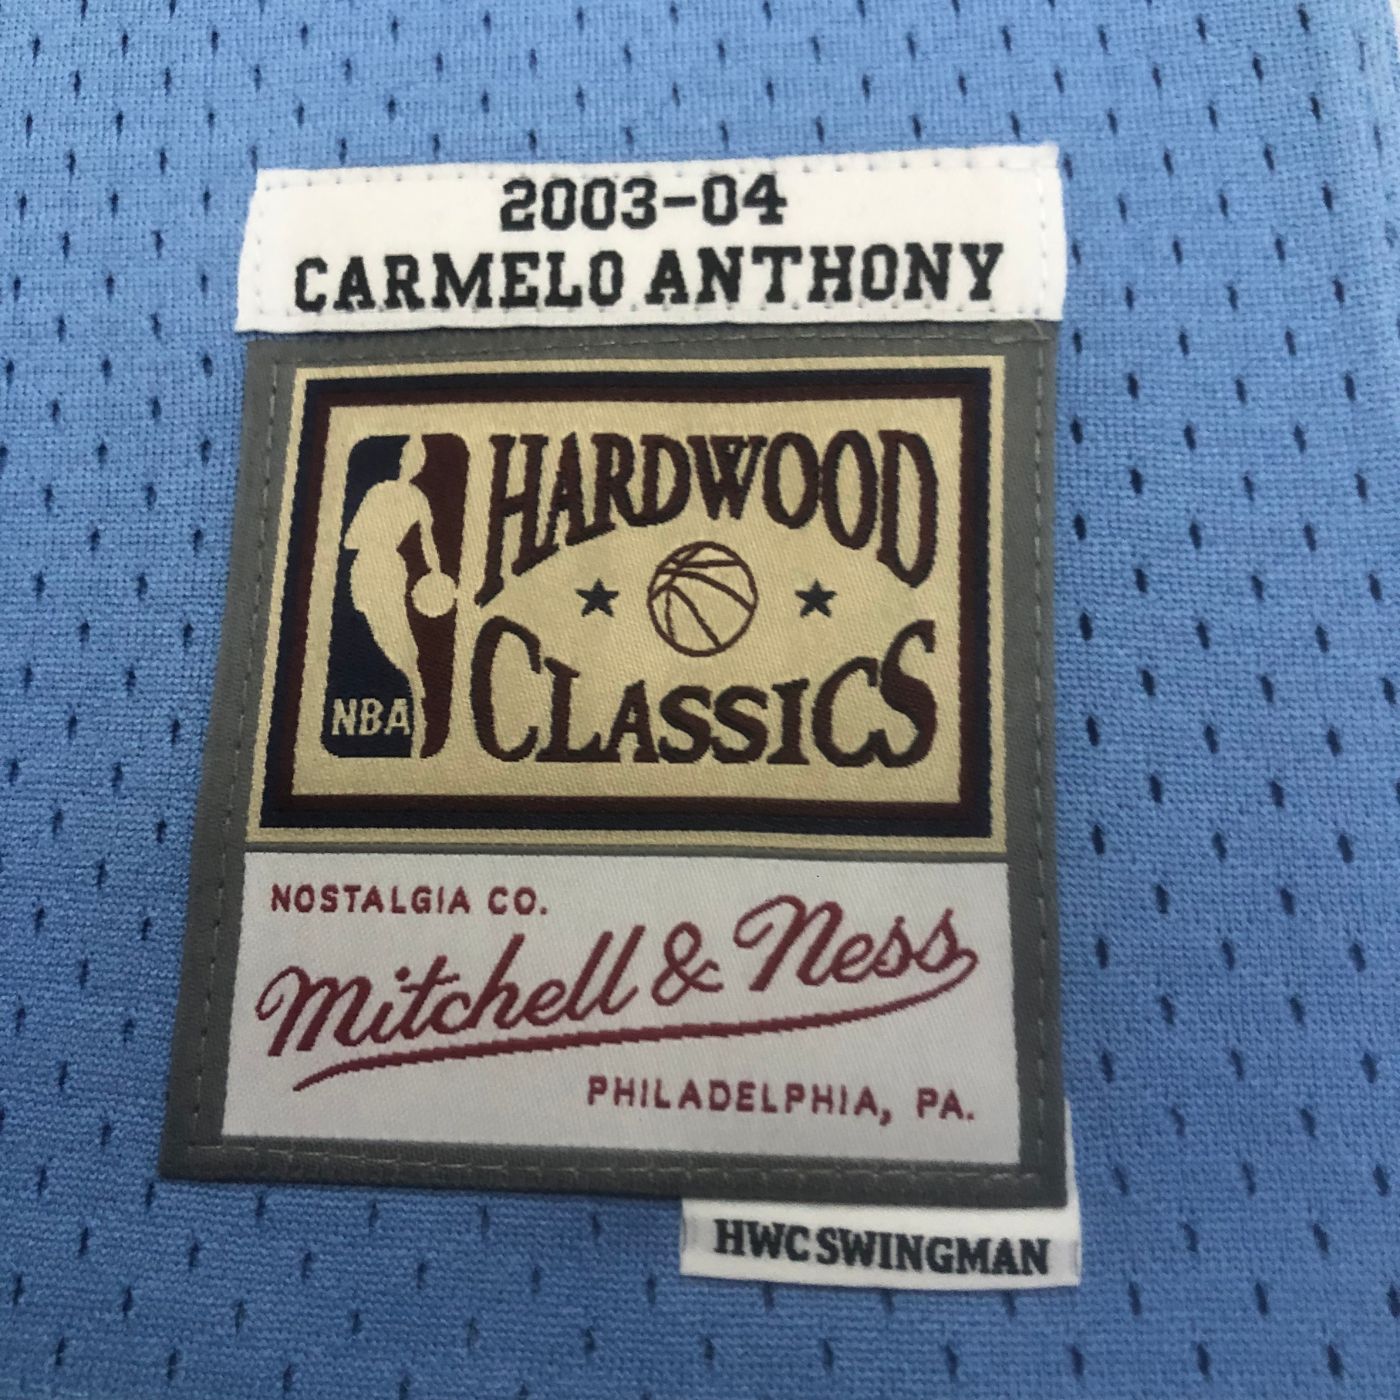 2003-04
CARMELO ANTHONY
HARDWOOD
CLASSICS
NBA
NOSTALGIA CO.
Mitchell & Ness
PHILADELPHIA, PA.
HWC SWINGMAN